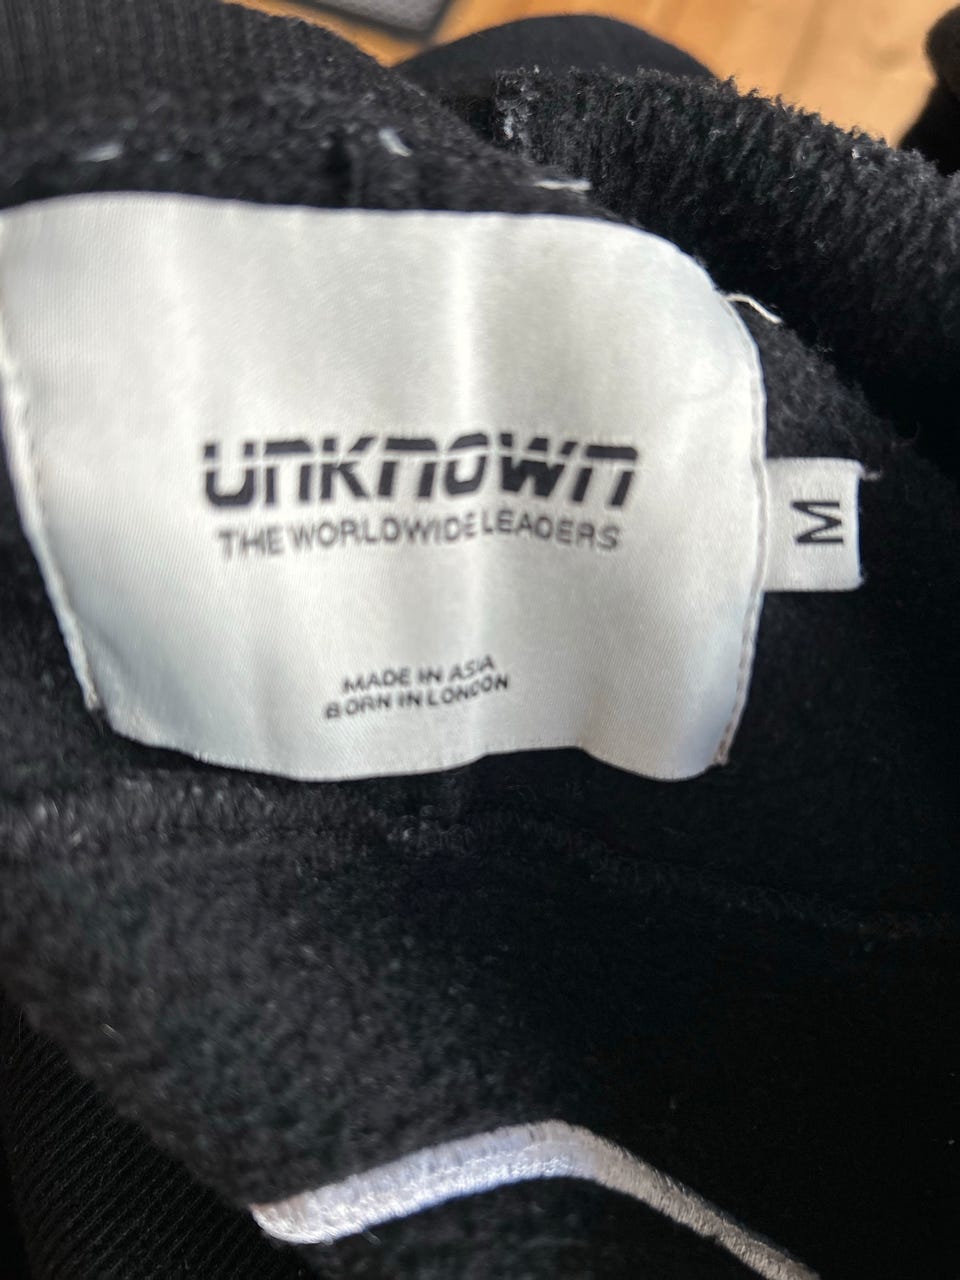 UNKNOWN
THE WORLDWIDE LEADERS
M
MADE IN ASIA
BORN IN LONDON